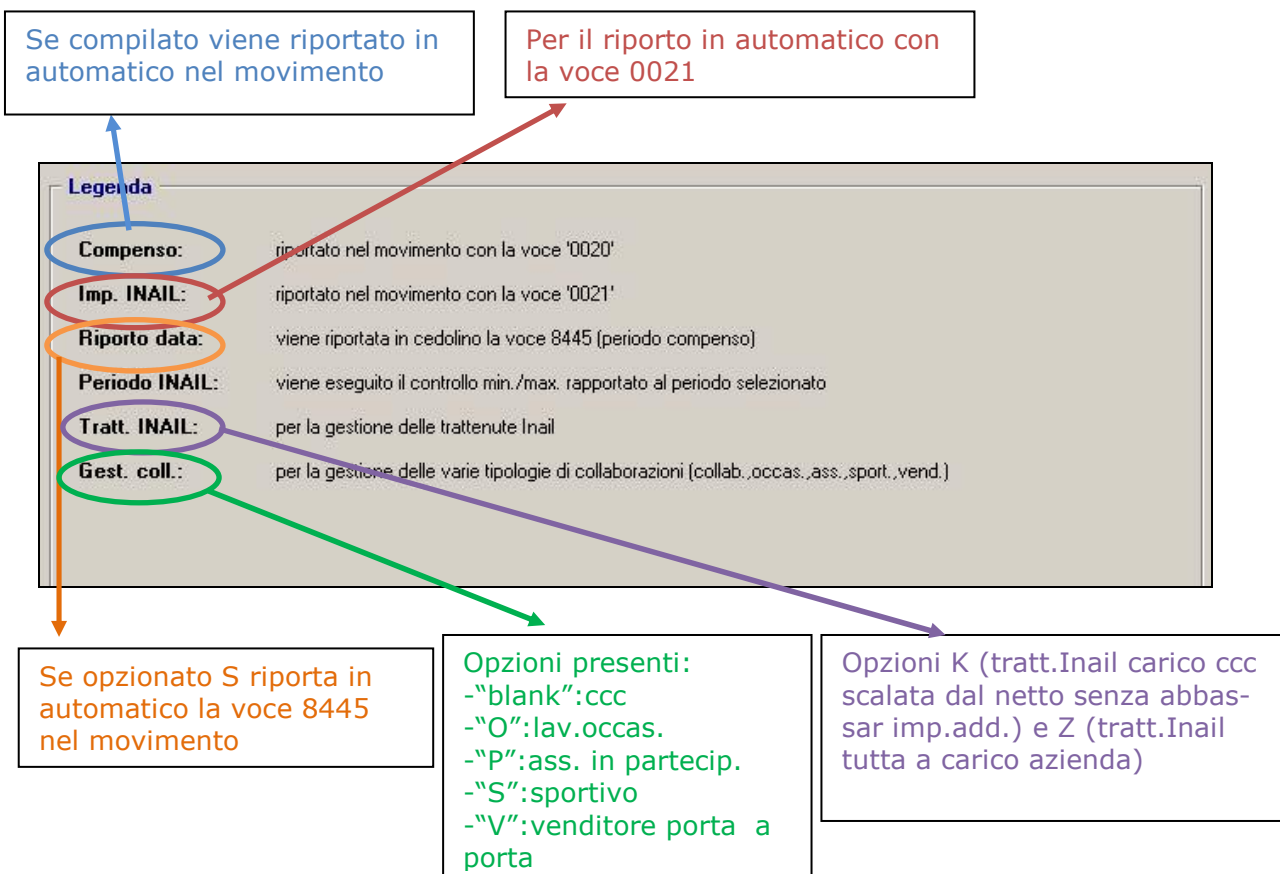 Se compilato viene riportato in
automatico nel movimento
Per il riporto in automatico con
la voce 0021
Legenda
Compenso: riportato nel movimento con la voce '0020'
Imp. INAIL: riportato nel movimento con la voce '0021'
Riporto data: viene riportata in cedolino la voce 8445 (periodo compenso)
Periodo INAIL: viene eseguito il controllo min./max. rapportato al periodo selezionato
Tratt. INAIL: per la gestione delle trattenute Inail
Gest. coll.: per la gestione delle varie tipologie di collaborazioni (collab.,occas.,ass.,sport.,vend.)
Se opzionato S riporta in
automatico la voce 8445
nel movimento
Opzioni presenti:
-“blank”:ccc
-“O”:lav.occas.
-“P”:ass. in partecip.
-“S”:sportivo
-“V”:venditore porta a
porta
Opzioni K (tratt.Inail carico ccc
scalata dal netto senza abbas-
sar imp.add.) e Z (tratt.Inail
tutta a carico azienda)